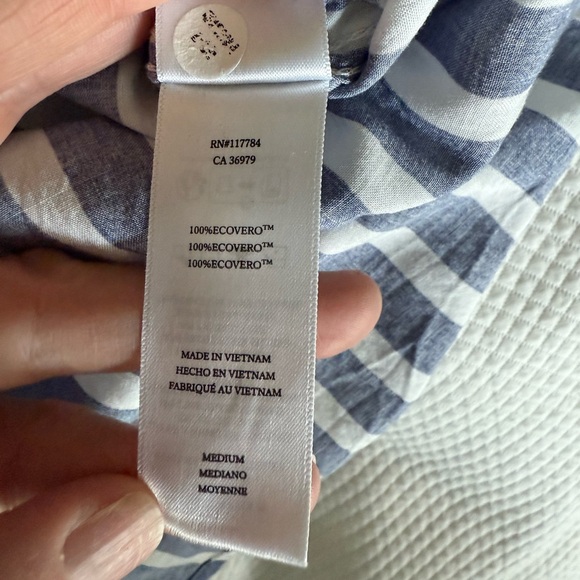 RN#117784
CA 36979
100%ECOVERO™
100%ECOVERO™
100%ECOVERO™
MADE IN VIETNAM
HECHO EN VIETNAM
FABRIQUÉ AU VIETNAM
MEDIUM
MEDIANO
MOYENNE